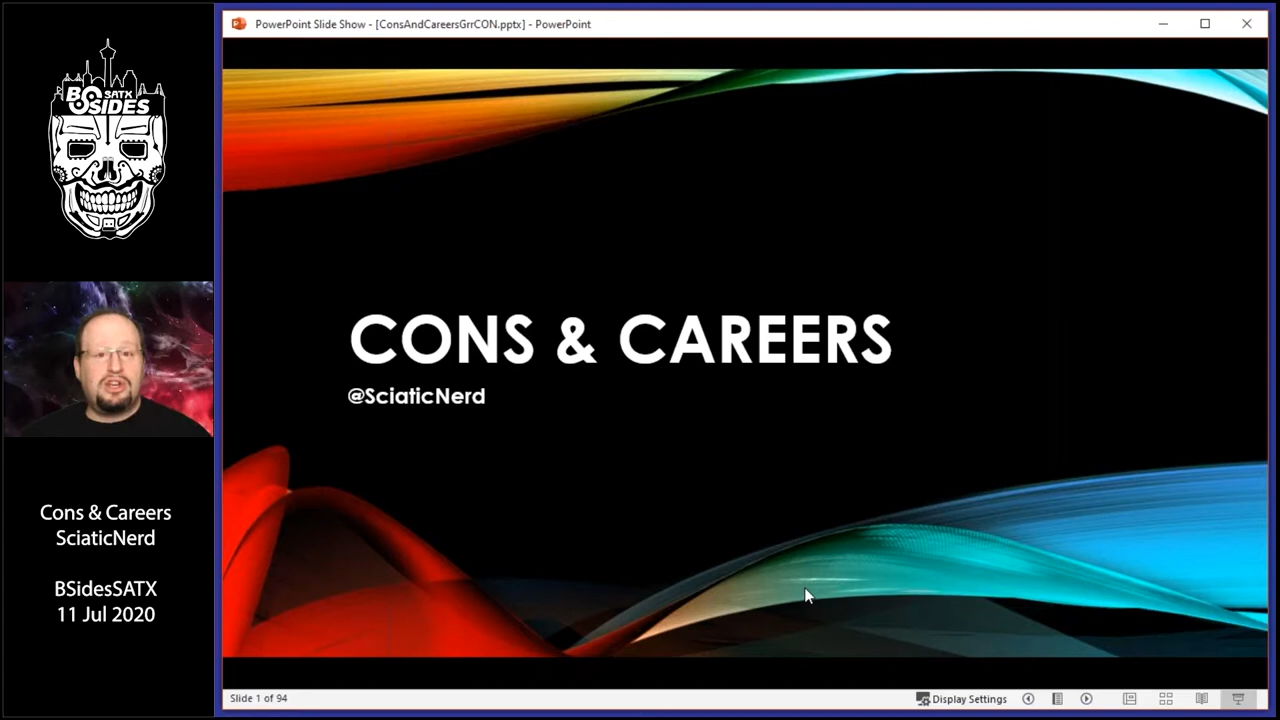 BSIDES
SATX
Cons & Careers
SciaticNerd
BSidesSATX
11 Jul 2020
PowerPoint Slide Show - [ConsAndCareersGrrCON.pptx] - PowerPoint
CONS & CAREERS
@SciaticNerd
Slide 1 of 94
Display Settings